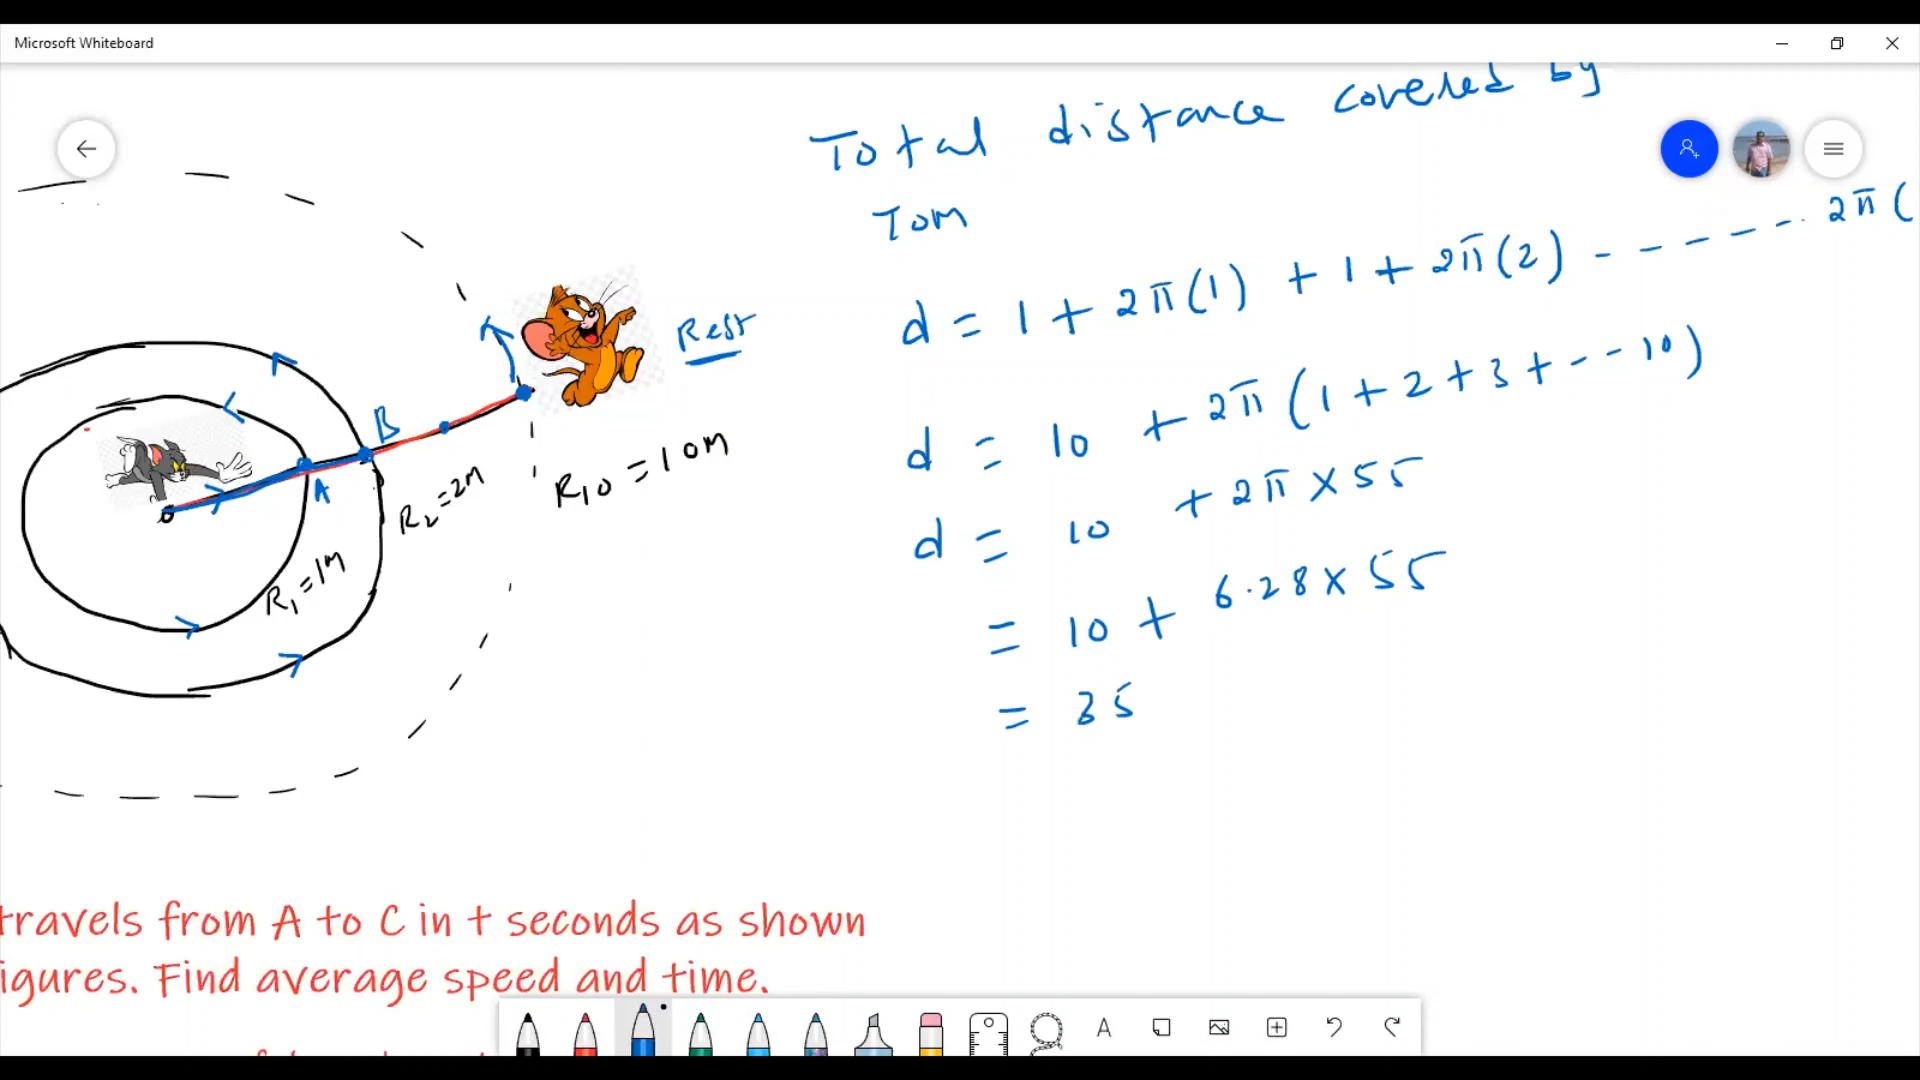 Microsoft Whiteboard
Total distance covered by
Tom
d = 1 + 2π(1) + 1 + 2π(2) - - - - - - 2π(
d = 10 + 2π(1+2+3+---10)
d = 10 + 2π×55
= 10 + 6.28×55
= 35
Rest
B
A
R₁=1M
R₂=2M
R₁₀=10M
travels from A to C in t seconds as shown
igures. Find average speed and time.